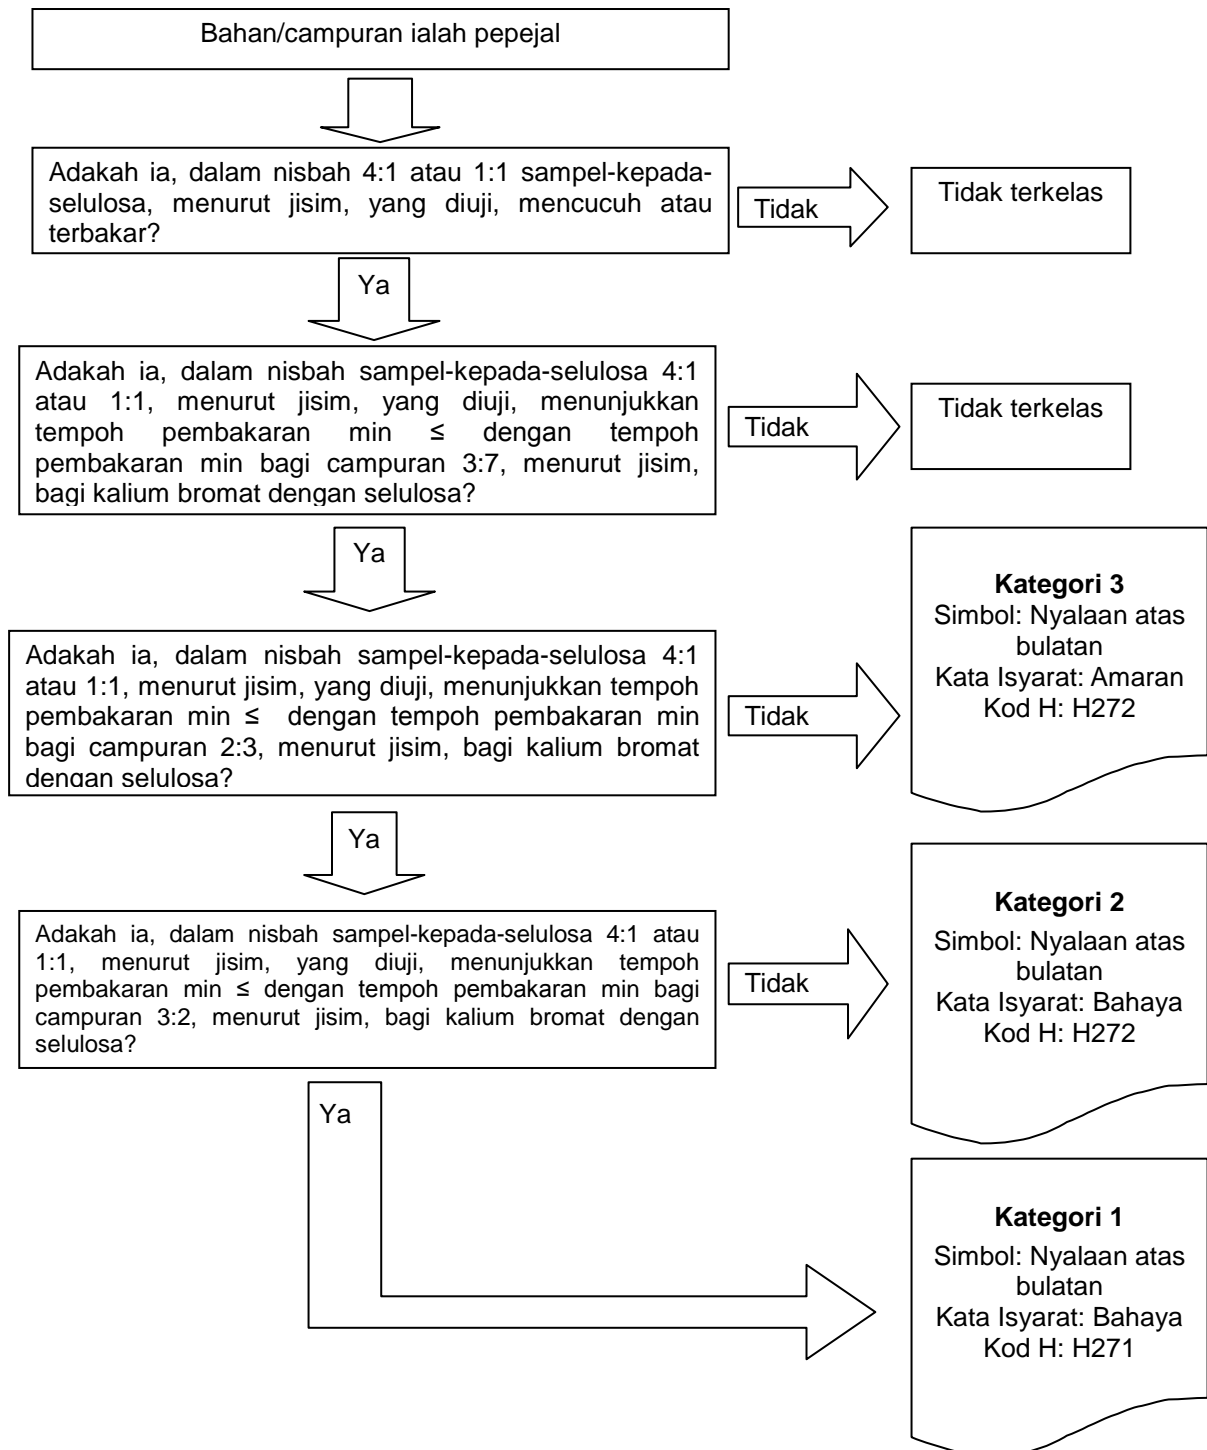 Bahan/campuran ialah pepejal
Adakah ia, dalam nisbah 4:1 atau 1:1 sampel-kepada-
selulosa, menurut jisim, yang diuji, mencucuh atau
terbakar?
Tidak
Tidak terkelas
Ya
Adakah ia, dalam nisbah sampel-kepada-selulosa 4:1
atau 1:1, menurut jisim, yang diuji, menunjukkan
tempoh pembakaran min ≤ dengan tempoh
pembakaran min bagi campuran 3:7, menurut jisim,
bagi kalium bromat dengan selulosa?
Tidak
Tidak terkelas
Ya
Adakah ia, dalam nisbah sampel-kepada-selulosa 4:1
atau 1:1, menurut jisim, yang diuji, menunjukkan tempoh
pembakaran min ≤ dengan tempoh pembakaran min
bagi campuran 2:3, menurut jisim, bagi kalium bromat
dengan selulosa?
Tidak
Kategori 3
Simbol: Nyalaan atas
bulatan
Kata Isyarat: Amaran
Kod H: H272
Ya
Adakah ia, dalam nisbah sampel-kepada-selulosa 4:1 atau
1:1, menurut jisim, yang diuji, menunjukkan tempoh
pembakaran min ≤ dengan tempoh pembakaran min bagi
campuran 3:2, menurut jisim, bagi kalium bromat dengan
selulosa?
Tidak
Kategori 2
Simbol: Nyalaan atas
bulatan
Kata Isyarat: Bahaya
Kod H: H272
Ya
Kategori 1
Simbol: Nyalaan atas
bulatan
Kata Isyarat: Bahaya
Kod H: H271